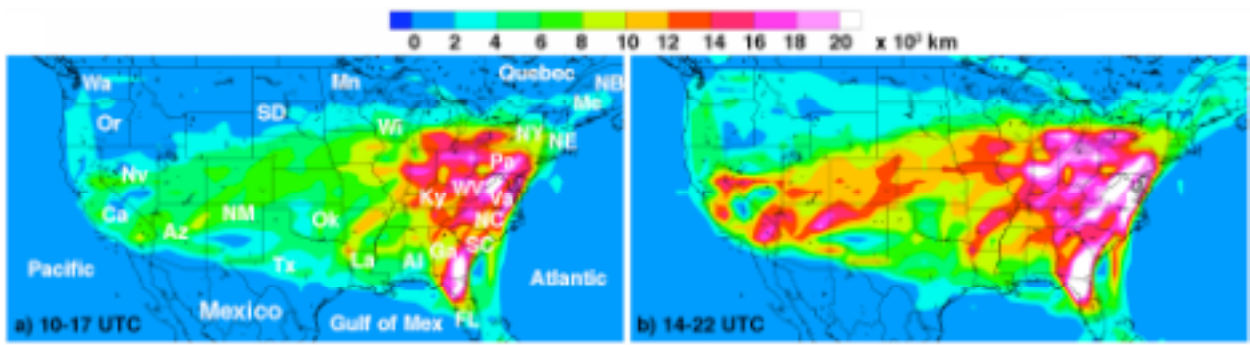 0 2 4 6 8 10 12 14 16 18 20 x 10³ km
Wa Mn Quebec NB
SD Me
Or Wi NY NE
Nv Pa
Ky WV Va
Ca NM Ok NC
Az Ga SC
Pacific Tx La Al Atlantic
Mexico
a) 10-17 UTC Gulf of Mex FL
b) 14-22 UTC